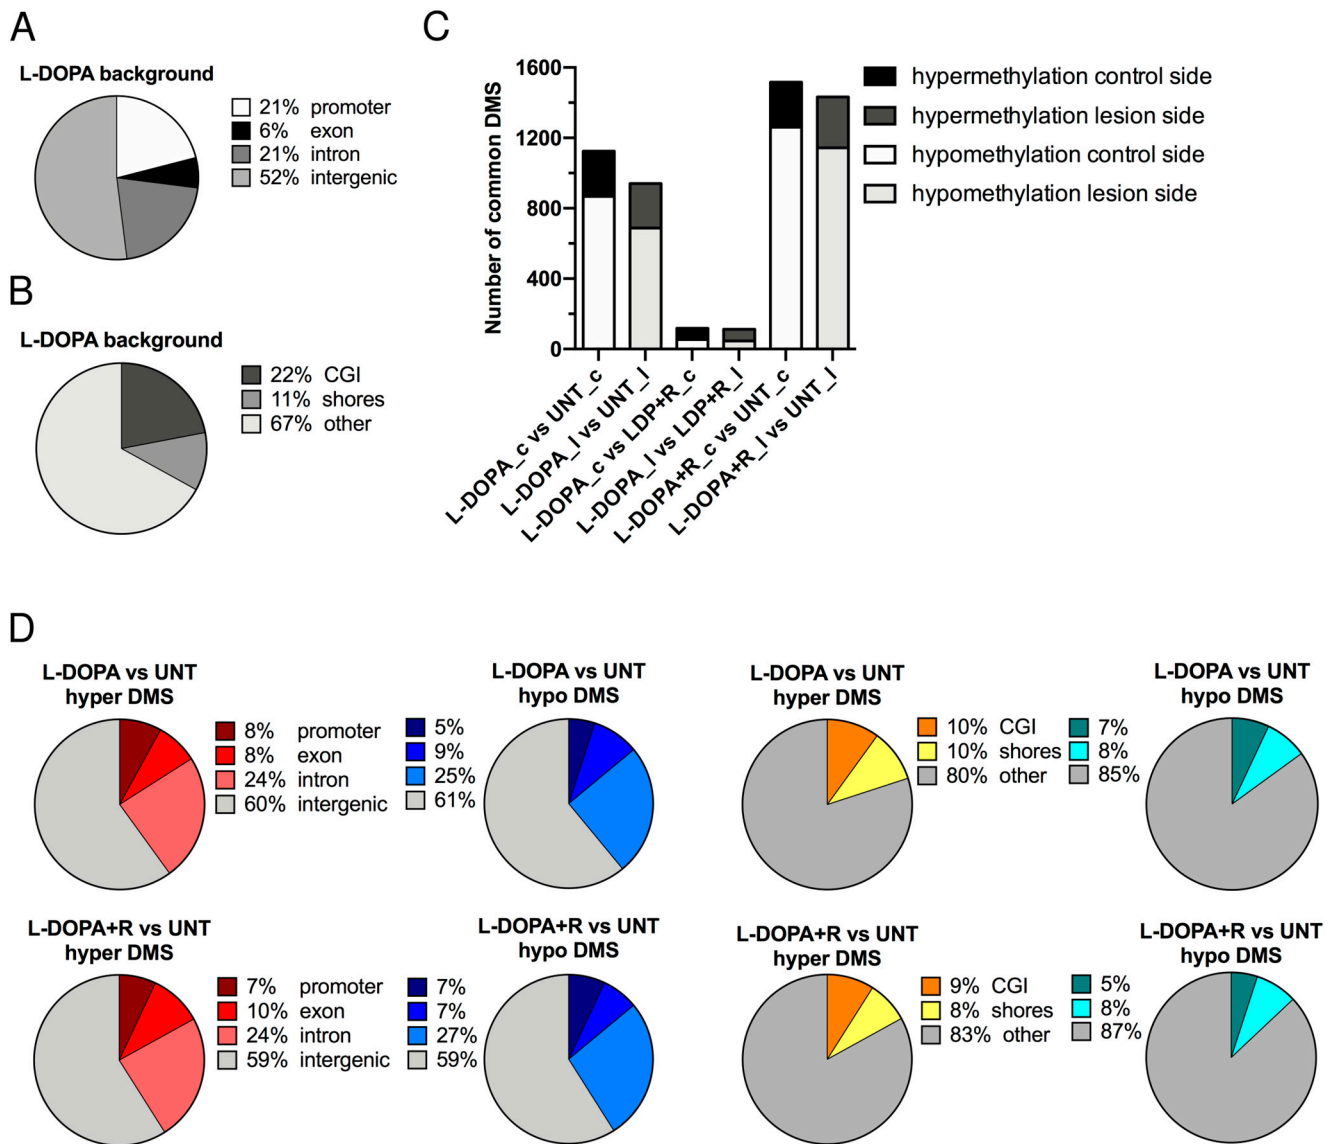 A
L-DOPA background
21% promoter
6% exon
21% intron
52% intergenic
B
L-DOPA background
22% CGI
11% shores
67% other
C
Number of common DMS
1600
1200
800
400
0
L-DOPA_c vs UNT_c
L-DOPA_l vs UNT_l
L-DOPA_c vs LDP+R_c
L-DOPA_l vs LDP+R_l
L-DOPA+R_c vs UNT_c
L-DOPA+R_l vs UNT_l
hypermethylation control side
hypermethylation lesion side
hypomethylation control side
hypomethylation lesion side
D
L-DOPA vs UNT
hyper DMS
8% promoter
8% exon
24% intron
60% intergenic
L-DOPA vs UNT
hypo DMS
5%
9%
25%
61%
L-DOPA vs UNT
hyper DMS
10% CGI
10% shores
80% other
L-DOPA vs UNT
hypo DMS
7%
8%
85%
L-DOPA+R vs UNT
hyper DMS
7% promoter
10% exon
24% intron
59% intergenic
L-DOPA+R vs UNT
hypo DMS
7%
7%
27%
59%
L-DOPA+R vs UNT
hyper DMS
9% CGI
8% shores
83% other
L-DOPA+R vs UNT
hypo DMS
5%
8%
87%